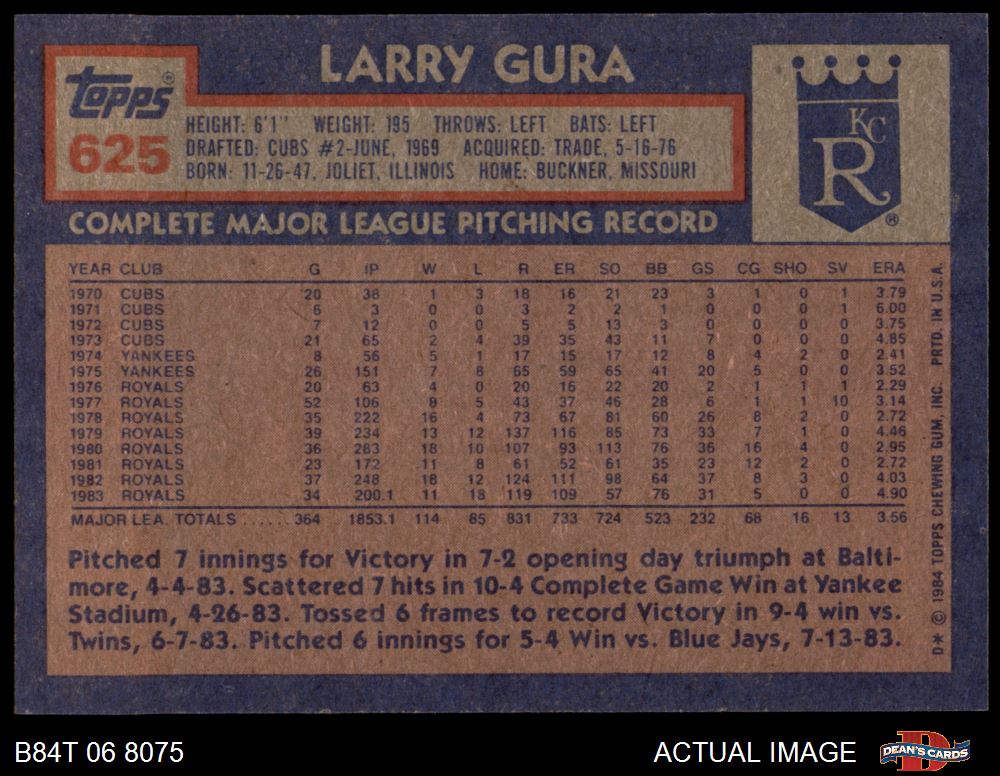 LARRY GURA
Topps®
625
HEIGHT: 6'1" WEIGHT: 195 THROWS: LEFT BATS: LEFT
DRAFTED: CUBS #2-JUNE, 1969 ACQUIRED: TRADE, 5-16-76
BORN: 11-26-47, JOLIET, ILLINOIS HOME: BUCKNER, MISSOURI
KC
R
®
COMPLETE MAJOR LEAGUE PITCHING RECORD
YEAR CLUB G IP W L R ER SO BB GS CG SHO SV ERA
1970 CUBS 20 38 1 3 18 16 21 23 3 1 0 1 3.79
1971 CUBS 6 3 0 0 3 2 2 1 0 0 0 1 6.00
1972 CUBS 7 12 0 0 5 5 13 3 0 0 0 0 3.75
1973 CUBS 21 65 2 4 39 35 43 11 7 0 0 0 4.85
1974 YANKEES 8 56 5 1 17 15 17 12 8 4 2 0 2.41
1975 YANKEES 26 151 7 8 65 59 65 41 20 5 0 0 3.52
1976 ROYALS 20 63 4 0 20 16 22 20 2 1 1 1 2.29
1977 ROYALS 52 106 8 5 43 37 46 28 6 1 1 10 3.14
1978 ROYALS 35 222 16 4 73 67 81 60 26 8 2 0 2.72
1979 ROYALS 39 234 13 12 137 116 85 73 33 7 1 0 4.46
1980 ROYALS 36 283 18 10 107 93 113 76 36 16 4 0 2.95
1981 ROYALS 23 172 11 8 61 52 61 35 23 12 2 0 2.72
1982 ROYALS 37 248 18 12 124 111 98 64 37 8 3 0 4.03
1983 ROYALS 34 200.1 11 18 119 109 57 76 31 5 0 0 4.90
MAJOR LEA. TOTALS ...... 364 1853.1 114 85 831 733 724 523 232 68 16 13 3.56
Pitched 7 innings for Victory in 7-2 opening day triumph at Balti-
more, 4-4-83. Scattered 7 hits in 10-4 Complete Game Win at Yankee
Stadium, 4-26-83. Tossed 6 frames to record Victory in 9-4 win vs.
Twins, 6-7-83. Pitched 6 innings for 5-4 Win vs. Blue Jays, 7-13-83.
D* © 1984 TOPPS CHEWING GUM, INC. PRTD. IN U.S.A.
B84T 06 8075
ACTUAL IMAGE
D
DEAN'S CARDS